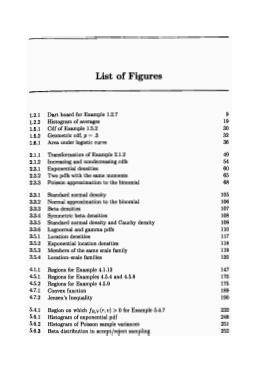 List of Figures
1.2.1 Dart board for Example 1.2.7 9
1.2.2 Histogram of averages 19
1.5.1 Cdf of Example 1.5.2 30
1.5.2 Geometric cdf, p = .3 32
1.6.1 Area under logistic curve 36
2.1.1 Transformation of Example 2.1.2 49
2.1.2 Increasing and nondecreasing cdfs 54
2.3.1 Exponential densities 60
2.3.2 Two pdfs with the same moments 65
2.3.3 Poisson approximation to the binomial 68
3.3.1 Standard normal density 105
3.3.2 Normal approximation to the binomial 106
3.3.3 Beta densities 107
3.3.4 Symmetric beta densities 108
3.3.5 Standard normal density and Cauchy density 109
3.3.6 Lognormal and gamma pdfs 110
3.5.1 Location densities 117
3.5.2 Exponential location densities 118
3.5.3 Members of the same scale family 119
3.5.4 Location-scale families 120
4.1.1 Regions for Example 4.1.12 147
4.5.1 Regions for Examples 4.5.4 and 4.5.8 170
4.5.2 Regions for Example 4.5.9 175
4.7.1 Convex function 189
4.7.2 Jensen's Inequality 190
5.4.1 Region on which f R,V (r, v) > 0 for Example 5.4.7 232
5.6.1 Histogram of exponential pdf 248
5.6.2 Histogram of Poisson sample variances 251
5.6.3 Beta distribution in accept/reject sampling 252